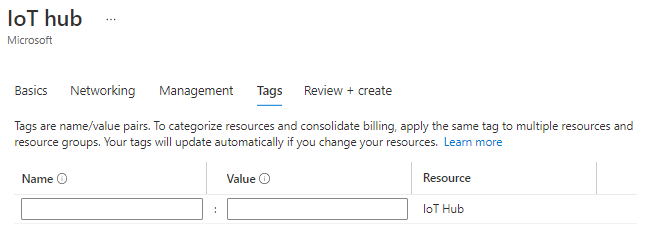 IoT hub ...
Microsoft
Basics Networking Management Tags Review + create
Tags are name/value pairs. To categorize resources and consolidate billing, apply the same tag to multiple resources and
resource groups. Your tags will update automatically if you change your resources. Learn more
Name Value Resource
: IoT Hub